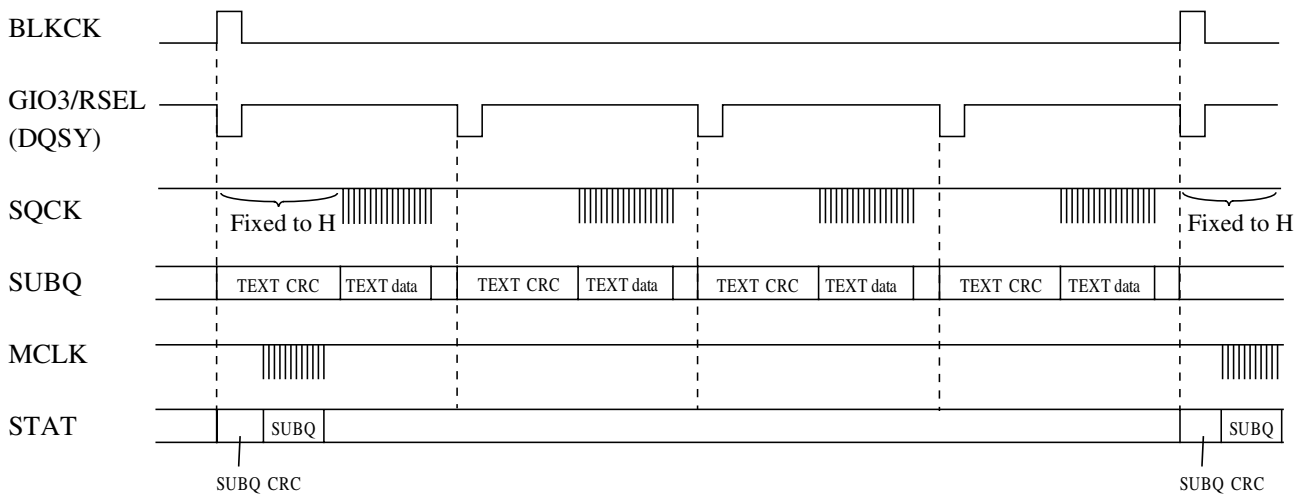 BLKCK
GIO3/RSEL
(DQSY)
SQCK
Fixed to H
Fixed to H
SUBQ
TEXT CRC
TEXT data
TEXT CRC
TEXT data
TEXT CRC
TEXT data
TEXT CRC
TEXT data
MCLK
STAT
SUBQ
SUBQ
SUBQ CRC
SUBQ CRC